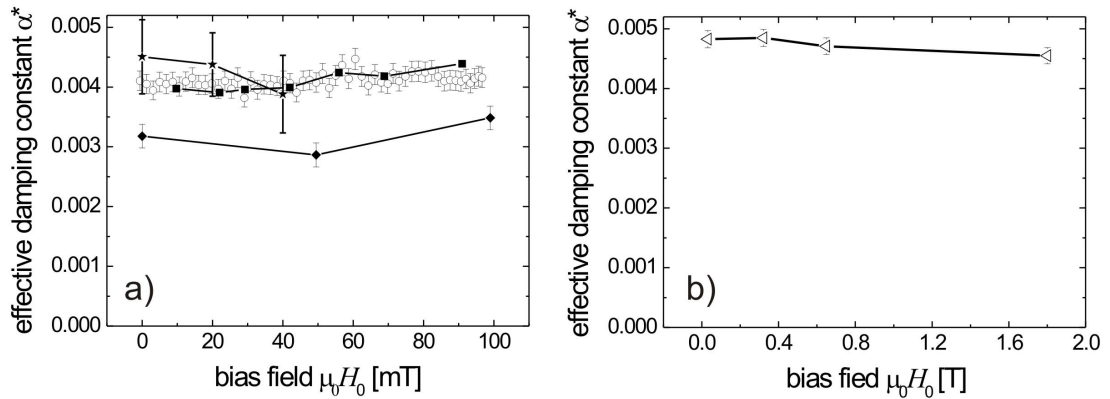 effective damping constant α*
0.005
0.004
0.003
0.002
0.001
0.000
a)
0 20 40 60 80 100
bias field μ₀H₀ [mT]
effective damping constant α*
0.005
0.004
0.003
0.002
0.001
0.000
b)
0.0 0.4 0.8 1.2 1.6 2.0
bias fied μ₀H₀ [T]